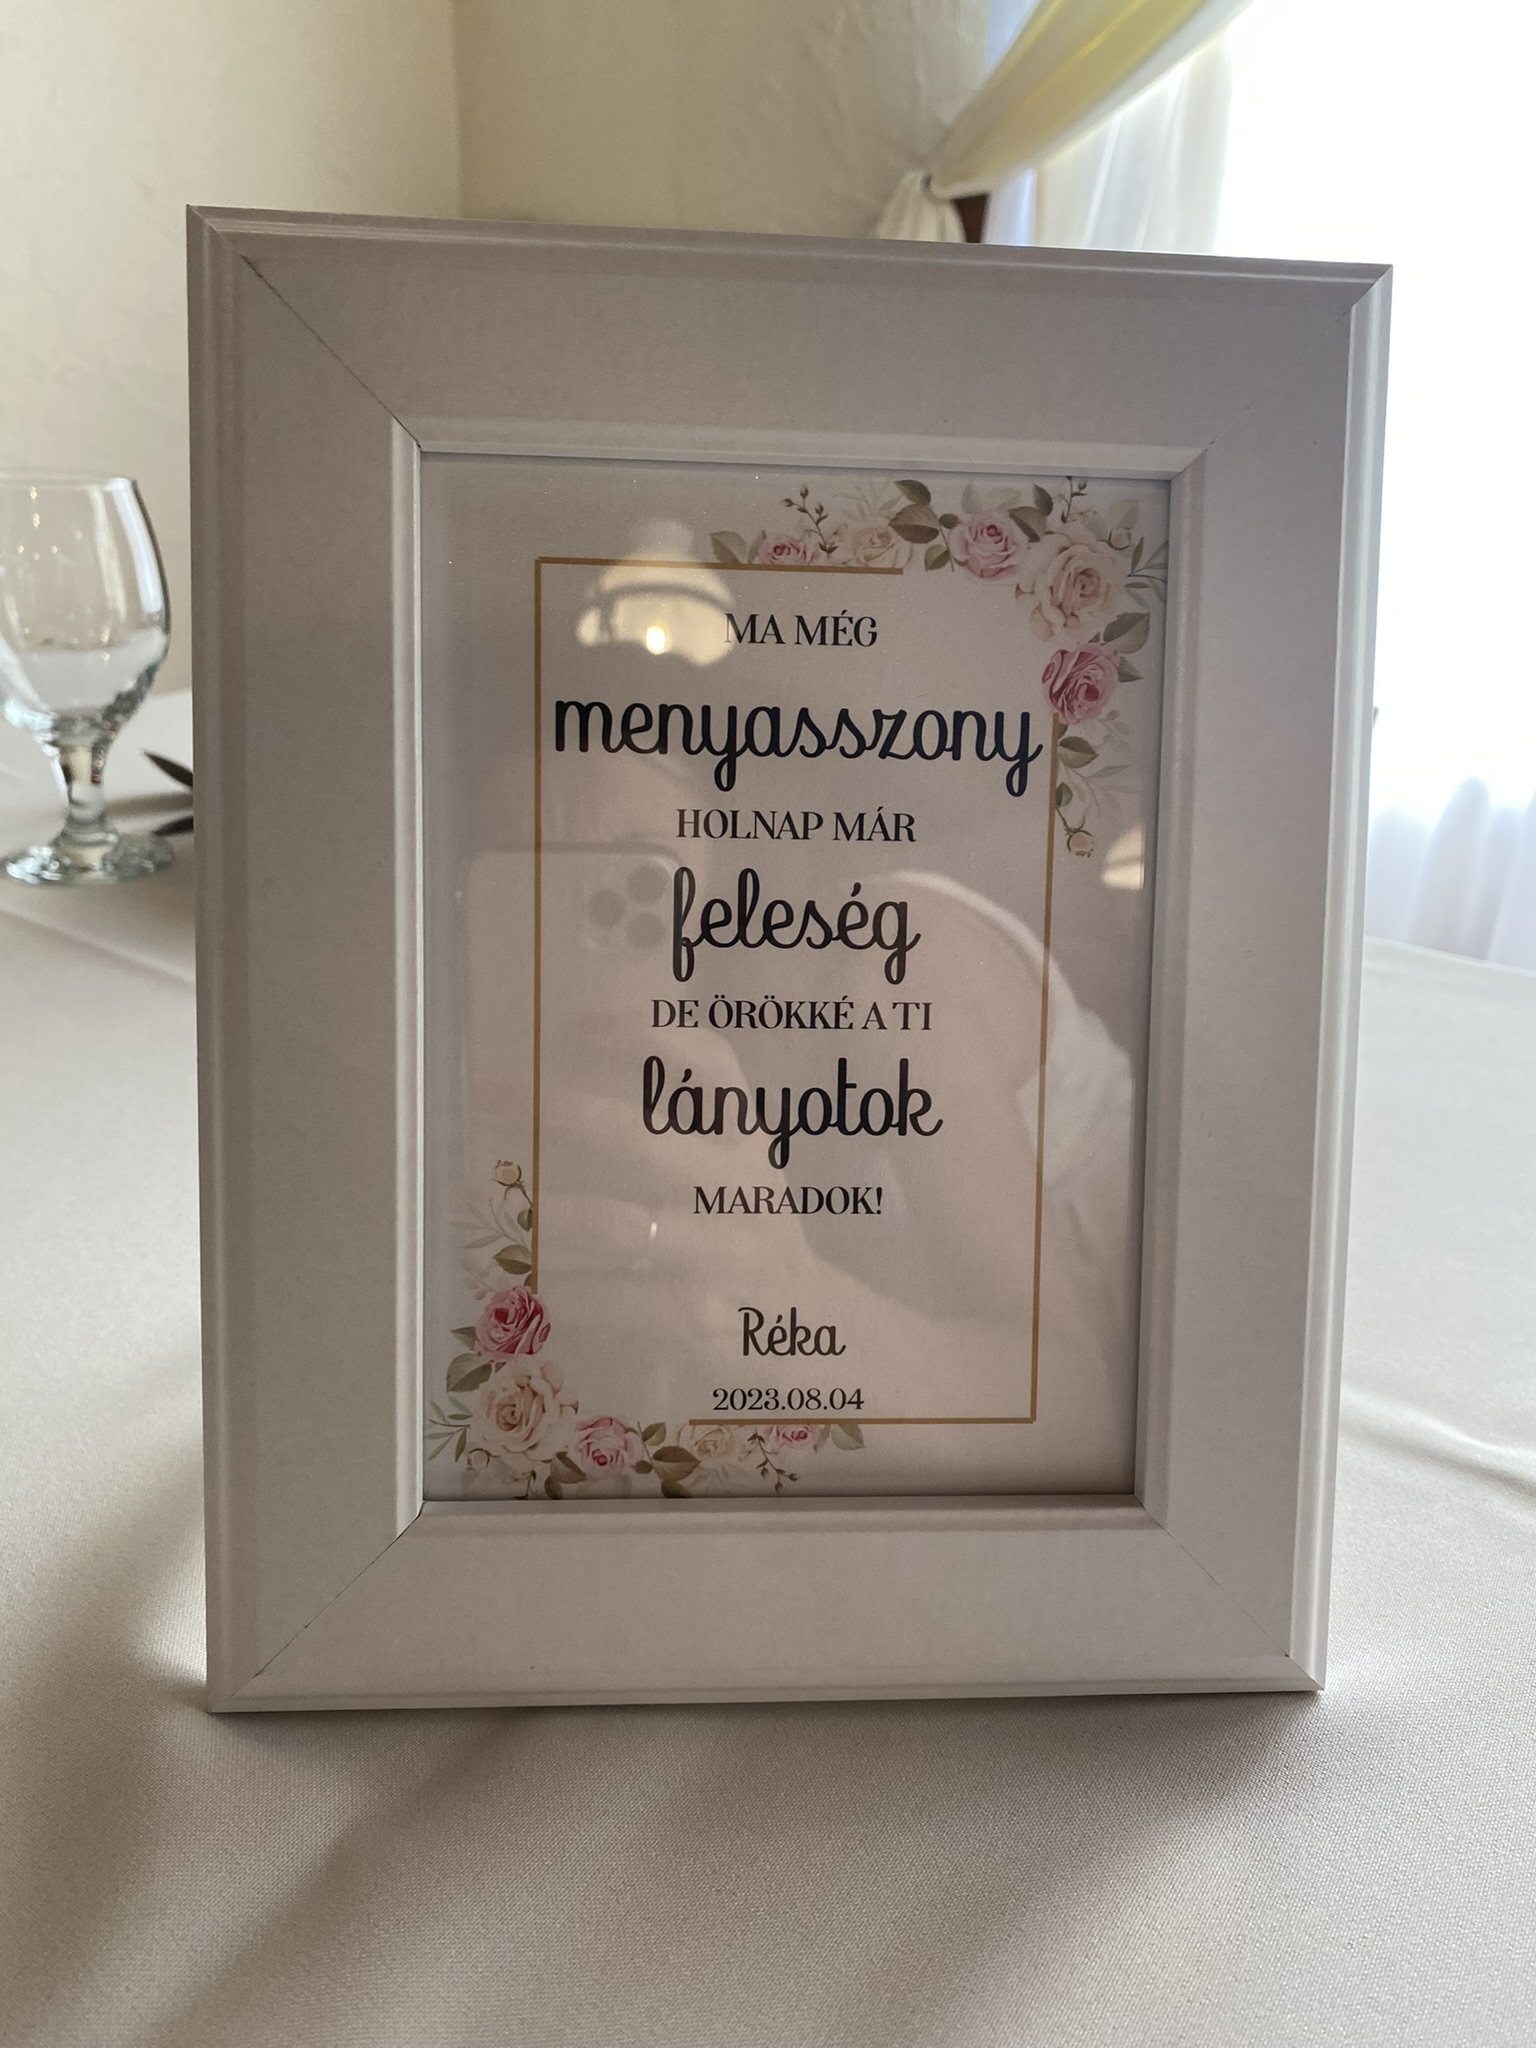 MA MÉG
menyasszony
HOLNAP MÁR
feleség
DE ÖRÖKKÉ A TI
lányotok
MARADOK!
Réka
2023.08.04